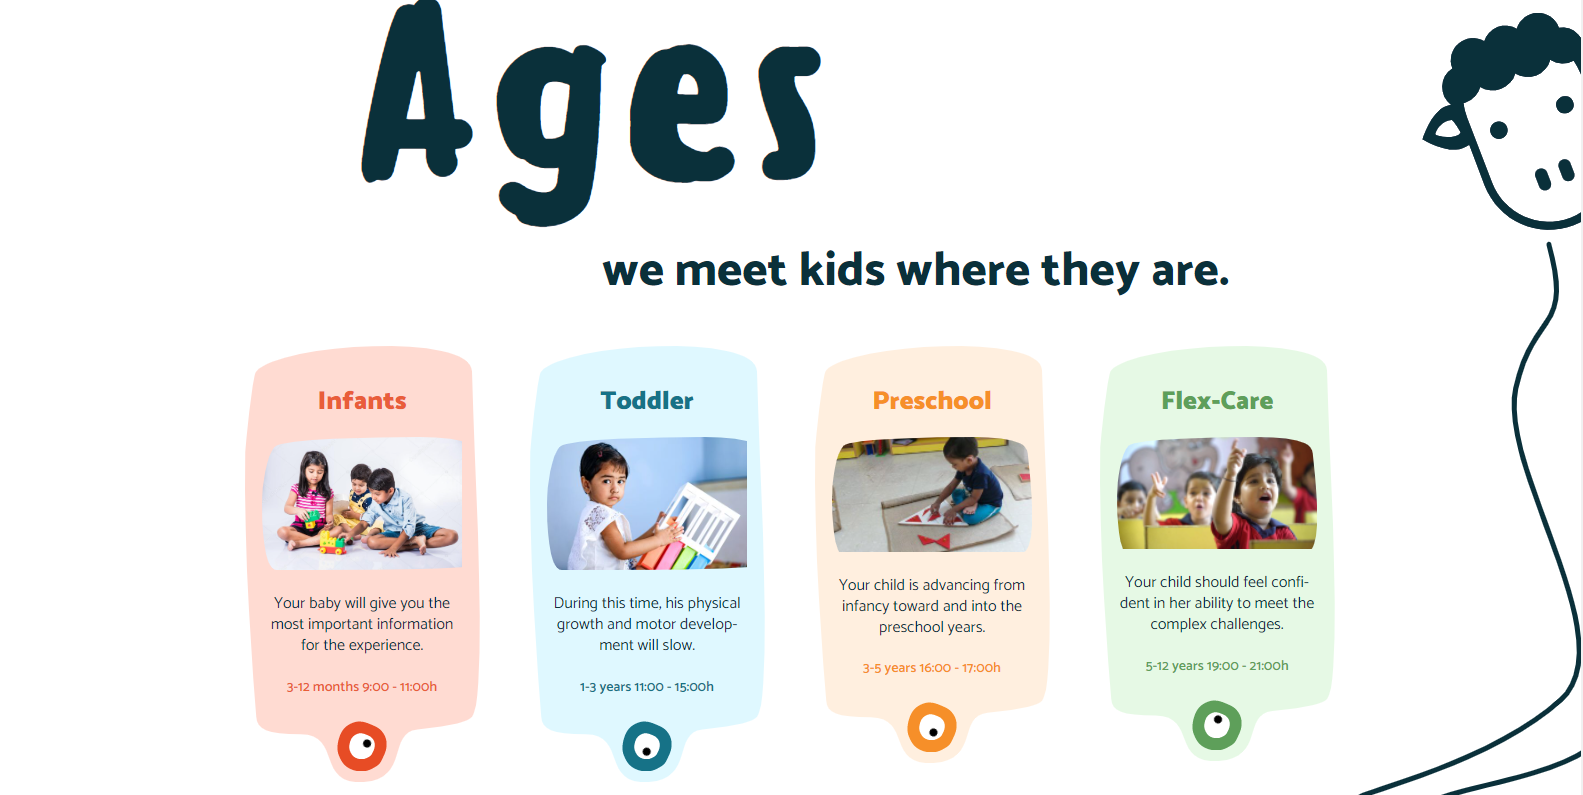 Ages
we meet kids where they are.
Infants
Your baby will give you the
most important information
for the experience.
3-12 months 9:00 - 11:00h
Toddler
During this time, his physical
growth and motor develop-
ment will slow.
1-3 years 11:00 - 15:00h
Preschool
Your child is advancing from
infancy toward and into the
preschool years.
3-5 years 16:00 - 17:00h
Flex-Care
Your child should feel confi-
dent in her ability to meet the
complex challenges.
5-12 years 19:00 - 21:00h